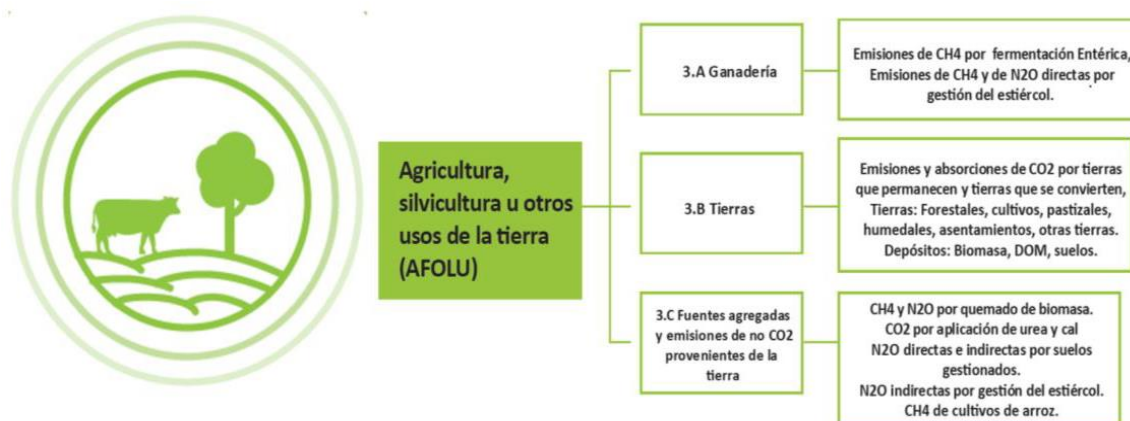 Agricultura,
silvicultura u otros
usos de la tierra
(AFOLU)
3.A Ganadería
Emisiones de CH4 por fermentación Entérica,
Emisiones de CH4 y de N2O directas por
gestión del estiércol.
3.B Tierras
Emisiones y absorciones de CO2 por tierras
que permanecen y tierras que se convierten,
Tierras: Forestales, cultivos, pastizales,
humedales, asentamientos, otras tierras.
Depósitos: Biomasa, DOM, suelos.
3.C Fuentes agregadas
y emisiones de no CO2
provenientes de la
tierra
CH4 y N2O por quemado de biomasa.
CO2 por aplicación de urea y cal
N2O directas e indirectas por suelos
gestionados.
N2O indirectas por gestión del estiércol.
CH4 de cultivos de arroz.